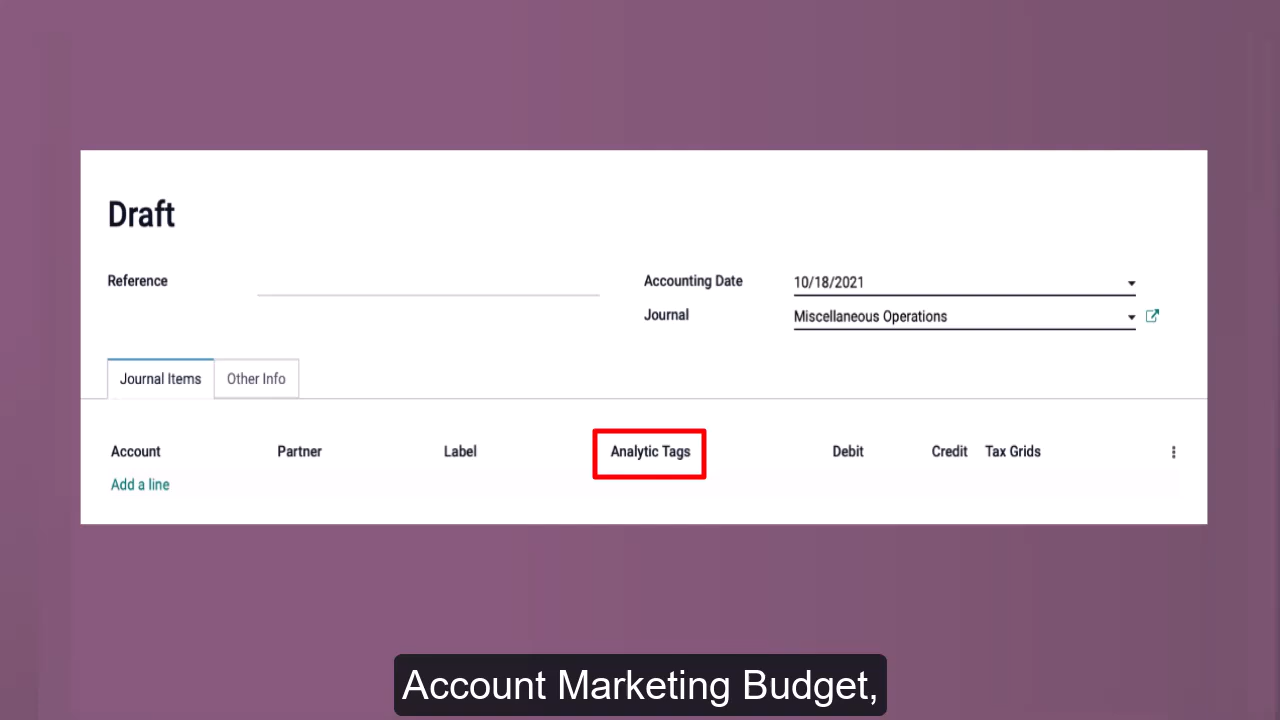 Draft
Reference
Accounting Date 10/18/2021
Journal Miscellaneous Operations
Journal Items Other Info
Account Partner Label Analytic Tags Debit Credit Tax Grids
Add a line
Account Marketing Budget,